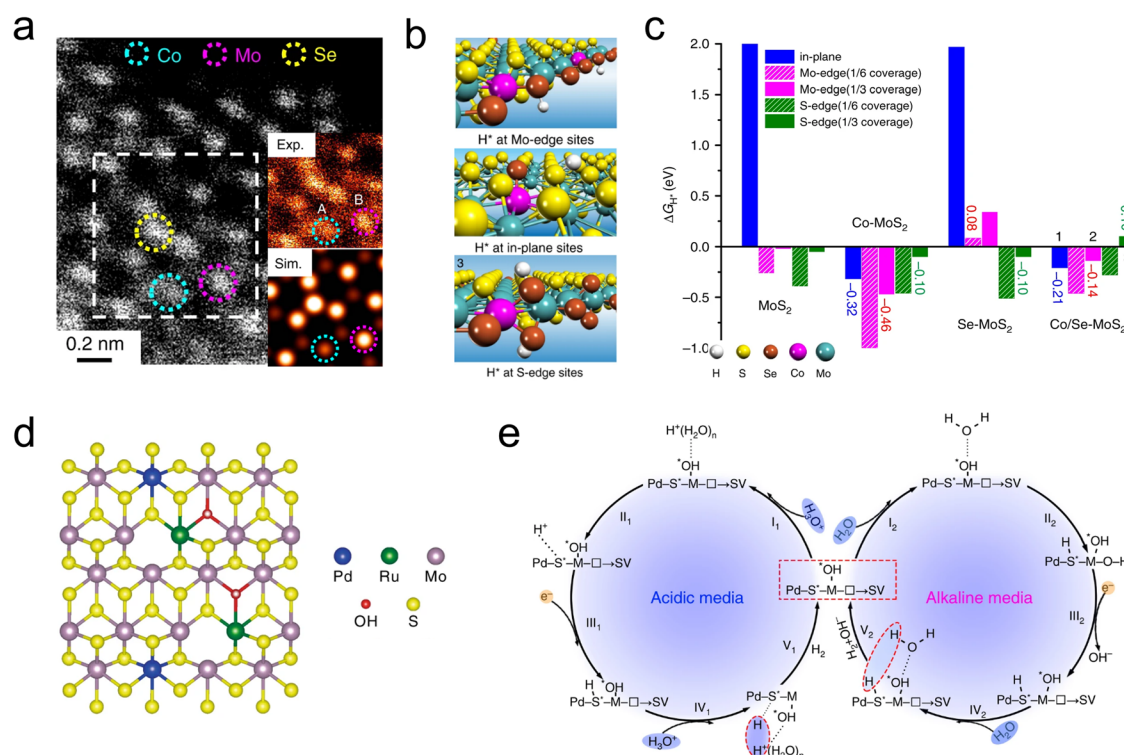 a
Co
Mo
Se
Exp.
A
B
Sim.
0.2 nm
b
H* at Mo-edge sites
H* at in-plane sites
3
H* at S-edge sites
c
2.0
1.5
1.0
0.5
0.0
−0.5
−1.0
ΔG_H* (eV)
in-plane
Mo-edge(1/6 coverage)
Mo-edge(1/3 coverage)
S-edge(1/6 coverage)
S-edge(1/3 coverage)
MoS₂
Co-MoS₂
−0.32
−0.46
−0.10
0.08
−0.10
Se-MoS₂
1
2
−0.21
−0.14
Co/Se-MoS₂
H
S
Se
Co
Mo
d
Pd
Ru
Mo
OH
S
e
H⁺(H₂O)ₙ
*OH
Pd–S*–M–□→SV
I₁
H₃O⁺
II₁
H⁺
*OH
Pd–S*–M–□→SV
e⁻
III₁
H *OH
Pd–S*–M–□→SV
IV₁
H₃O⁺
Pd–S*–M
H *OH
H⁺(H₂O)ₙ
V₁
H₂
Acidic media
*OH
Pd–S*–M–□→SV
H H
O
*OH
Pd–S*–M–□→SV
H₂O
I₂
II₂
H *OH
Pd–S*–M–O–H
e⁻
III₂
OH⁻
H *OH
Pd–S*–M–□→SV
IV₂
H₂O
H O H
H *OH
Pd–S*–M–□→SV
V₂
H₂+OH⁻
Alkaline media